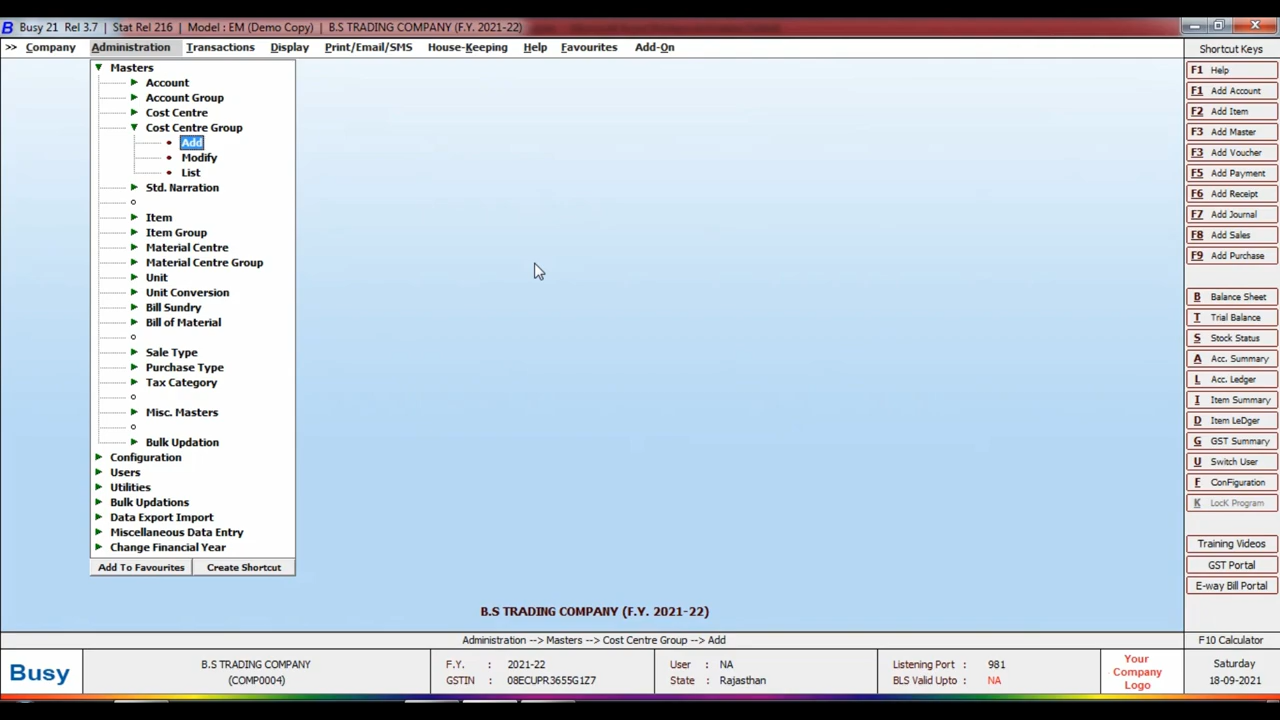 B Busy 21 Rel 3.7 | Stat Rel 216 | Model : EM (Demo Copy) | B.S TRADING COMPANY (F.Y. 2021-22)
>> Company Administration Transactions Display Print/Email/SMS House-Keeping Help Favourites Add-On
Masters
Account
Account Group
Cost Centre
Cost Centre Group
Add
Modify
List
Std. Narration
Item
Item Group
Material Centre
Material Centre Group
Unit
Unit Conversion
Bill Sundry
Bill of Material
Sale Type
Purchase Type
Tax Category
Misc. Masters
Bulk Updation
Configuration
Users
Utilities
Bulk Updations
Data Export Import
Miscellaneous Data Entry
Change Financial Year
Add To Favourites Create Shortcut
Shortcut Keys
F1 Help
F1 Add Account
F2 Add Item
F3 Add Master
F3 Add Voucher
F5 Add Payment
F6 Add Receipt
F7 Add Journal
F8 Add Sales
F9 Add Purchase
B Balance Sheet
T Trial Balance
S Stock Status
A Acc. Summary
L Acc. Ledger
I Item Summary
D Item LeDger
G GST Summary
U Switch User
F ConFiguration
K LocK Program
Training Videos
GST Portal
E-way Bill Portal
B.S TRADING COMPANY (F.Y. 2021-22)
Administration --> Masters --> Cost Centre Group --> Add
F10 Calculator
Busy
B.S TRADING COMPANY
(COMP0004)
F.Y. : 2021-22
GSTIN : 08ECUPR3655G1Z7
User : NA
State : Rajasthan
Listening Port : 981
BLS Valid Upto : NA
Your
Company
Logo
Saturday
18-09-2021